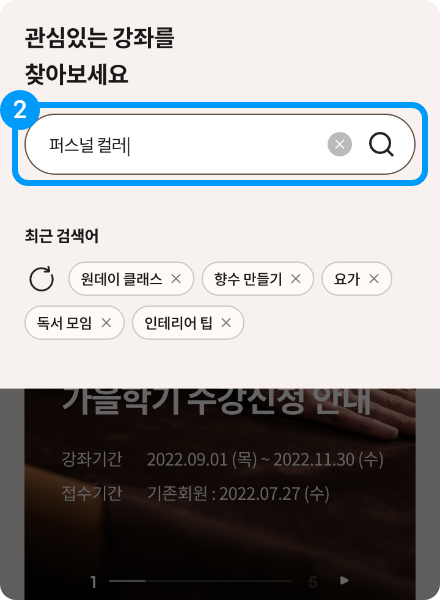 관심있는 강좌를
찾아보세요
2
퍼스널 컬러
최근 검색어
원데이 클래스 × 향수 만들기 × 요가 ×
독서 모임 × 인테리어 팁 ×
가을학기 수강신청 안내
강좌기간 2022.09.01 (목) ~ 2022.11.30 (수)
접수기간 기존회원 : 2022.07.27 (수)
1 5